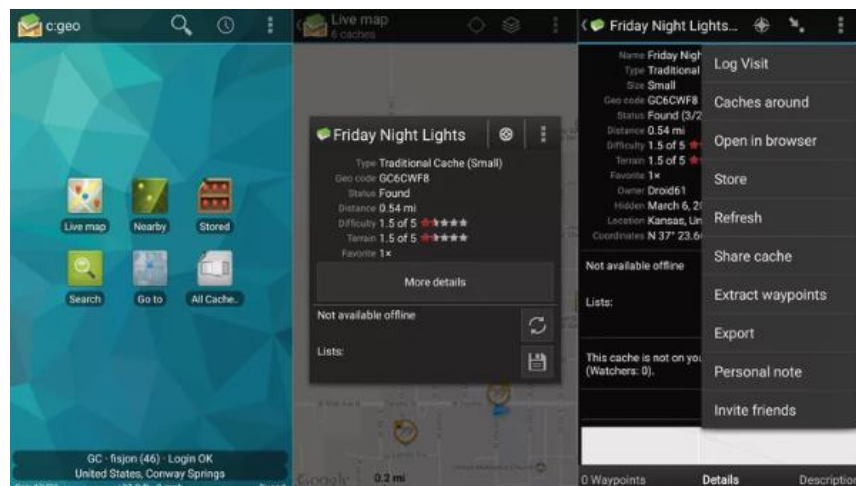 c:geo
Live map
Nearby
Stored
Search
Go to
All Cache..
GC · fisjon (46) · Login OK
United States, Conway Springs
Live map
6 caches
Friday Night Lights
Type Traditional Cache (Small)
Geo code GC6CWF8
Status Found
Distance 0.54 mi
Difficulty 1.5 of 5
Terrain 1.5 of 5
Favorite 1×
More details
Not available offline
Lists:
Google
0.2 mi
Friday Night Lights...
Name Friday Nigh
Type Traditional
Size Small
Geo code GC6CWF8
Status Found (3/2
Distance 0.54 mi
Difficulty 1.5 of 5
Terrain 1.5 of 5
Favorite 1×
Owner Droid61
Hidden March 6, 20
Location Kansas, Un
Coordinates N 37° 23.6
Not available offline
Lists:
This cache is not on you
(Watchers: 0).
Log Visit
Caches around
Open in browser
Store
Refresh
Share cache
Extract waypoints
Export
Personal note
Invite friends
0 Waypoints
Details
Description